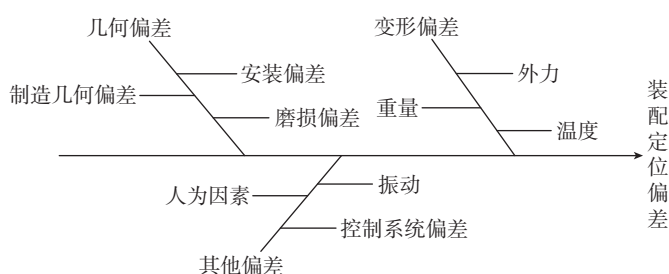 几何偏差
变形偏差
安装偏差
外力
制造几何偏差
重量
磨损偏差
温度
装配定位偏差
人为因素
振动
控制系统偏差
其他偏差